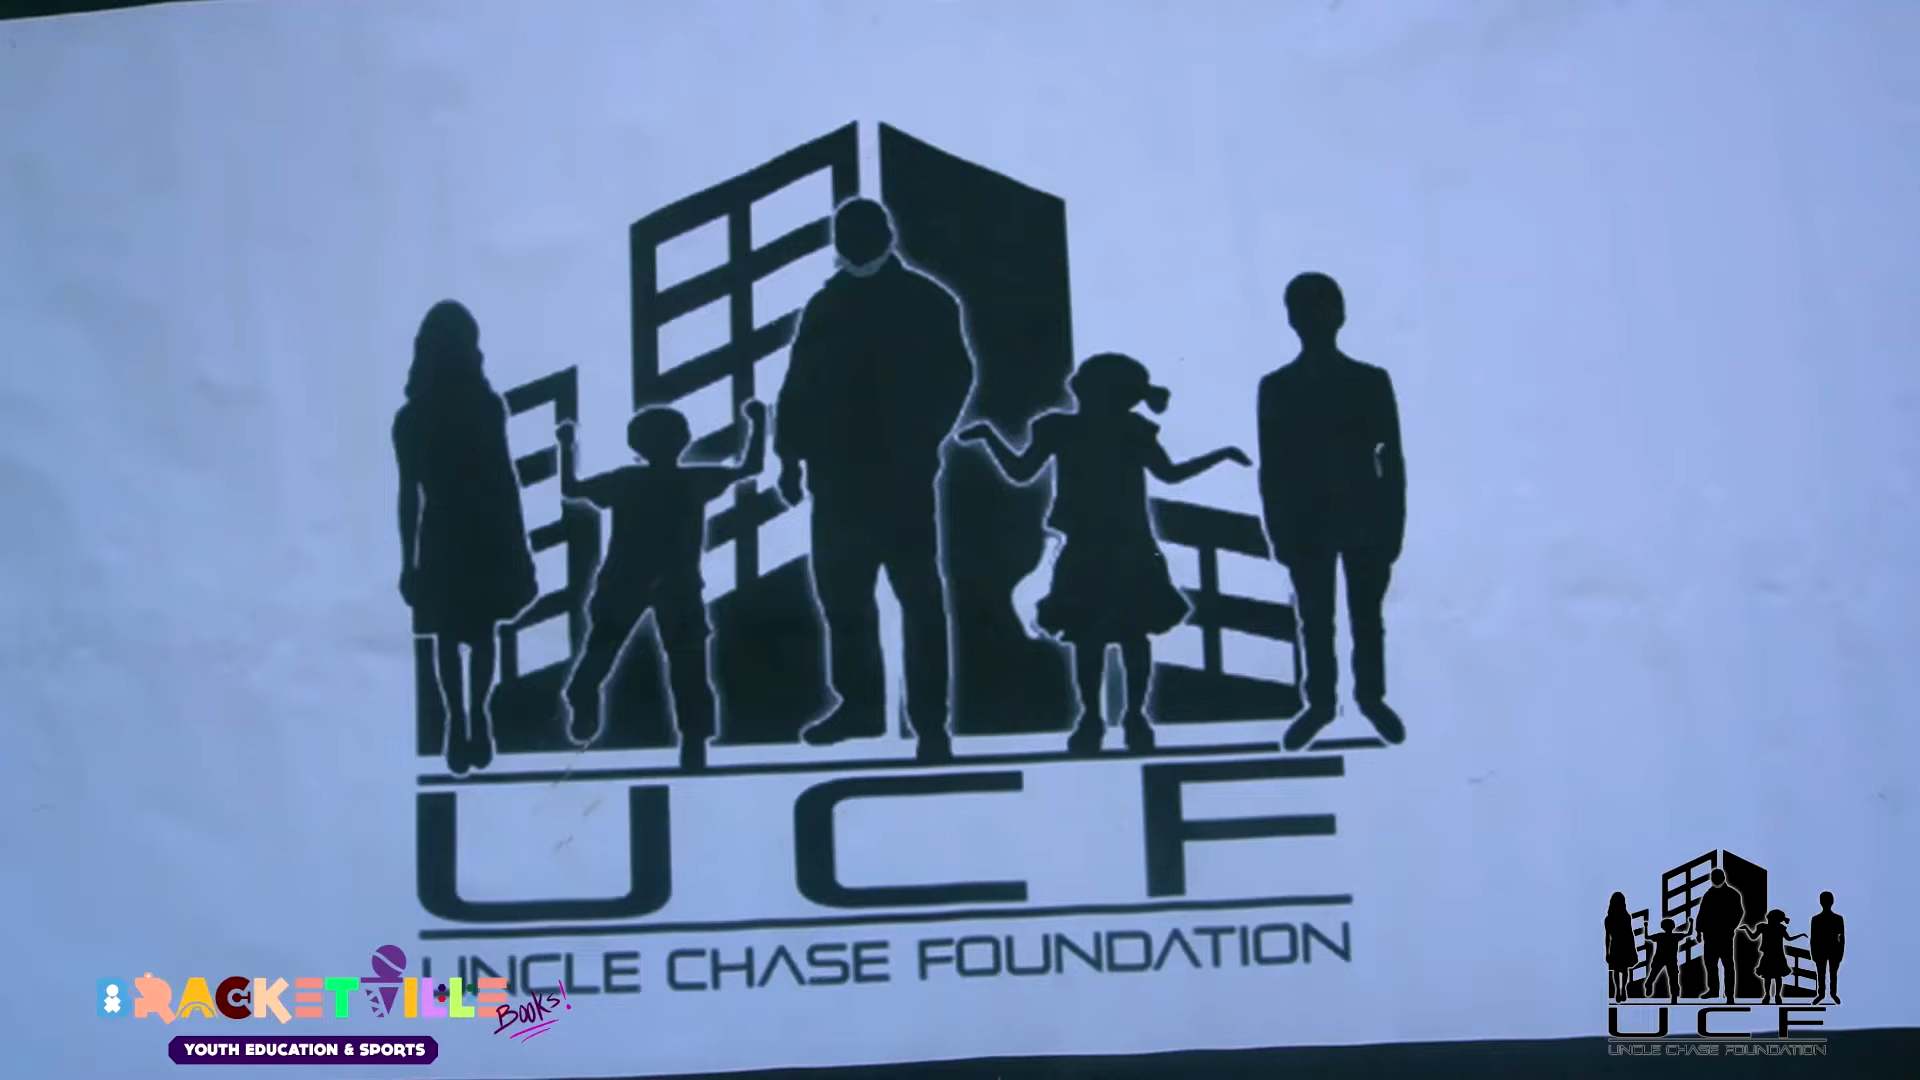 UCF
UNCLE CHASE FOUNDATION
BRACKETVILLE
Books!
YOUTH EDUCATION & SPORTS
UCF
UNCLE CHASE FOUNDATION